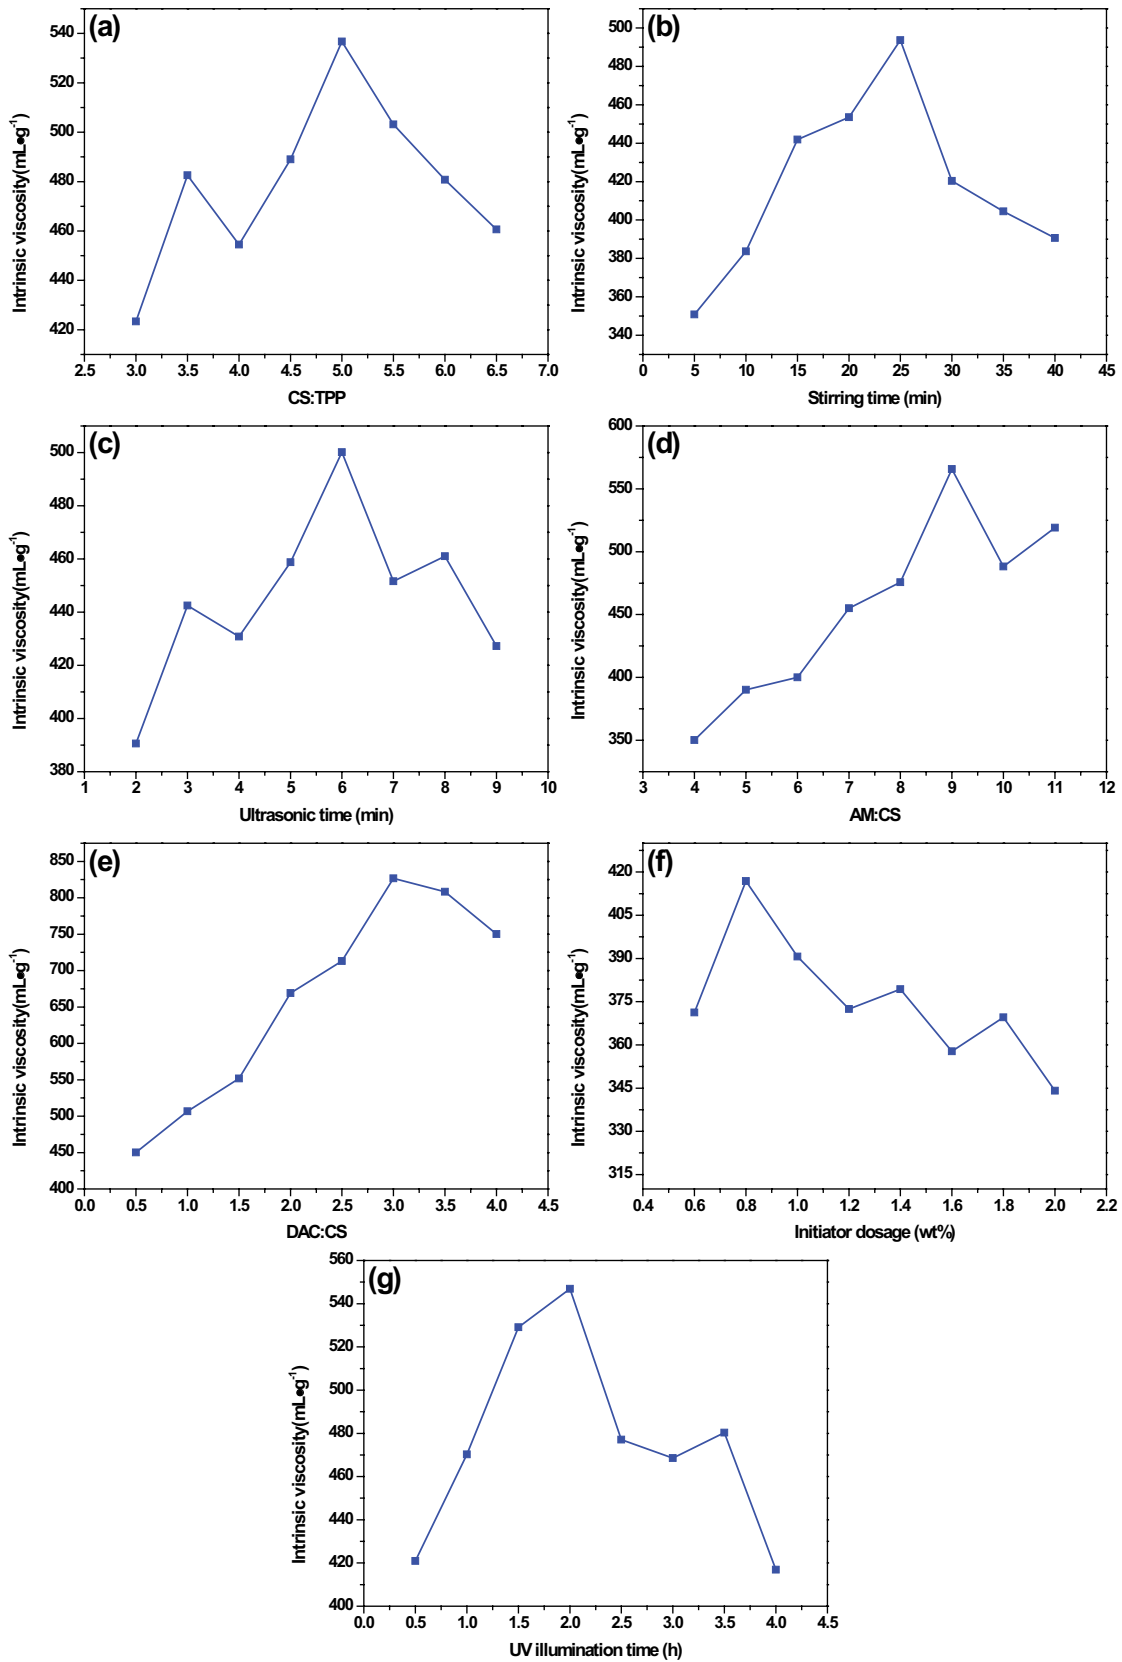 (a)
540
520
500
480
460
440
420
Intrinsic viscosity(mL•g-1)
2.5 3.0 3.5 4.0 4.5 5.0 5.5 6.0 6.5 7.0
CS:TPP
(b)
500
480
460
440
420
400
380
360
340
Intrinsic viscosity(mL•g-1)
0 5 10 15 20 25 30 35 40 45
Stirring time (min)
(c)
500
480
460
440
420
400
380
Intrinsic viscosity(mL•g-1)
1 2 3 4 5 6 7 8 9 10
Ultrasonic time (min)
(d)
600
550
500
450
400
350
Intrinsic viscosity(mL•g-1)
3 4 5 6 7 8 9 10 11 12
AM:CS
(e)
850
800
750
700
650
600
550
500
450
400
Intrinsic viscosity(mL•g-1)
0.0 0.5 1.0 1.5 2.0 2.5 3.0 3.5 4.0 4.5
DAC:CS
(f)
420
405
390
375
360
345
330
315
Intrinsic viscosity(mL•g-1)
0.4 0.6 0.8 1.0 1.2 1.4 1.6 1.8 2.0 2.2
Initiator dosage (wt%)
(g)
560
540
520
500
480
460
440
420
400
Intrinsic viscosity(mL•g-1)
0.0 0.5 1.0 1.5 2.0 2.5 3.0 3.5 4.0 4.5
UV illumination time (h)